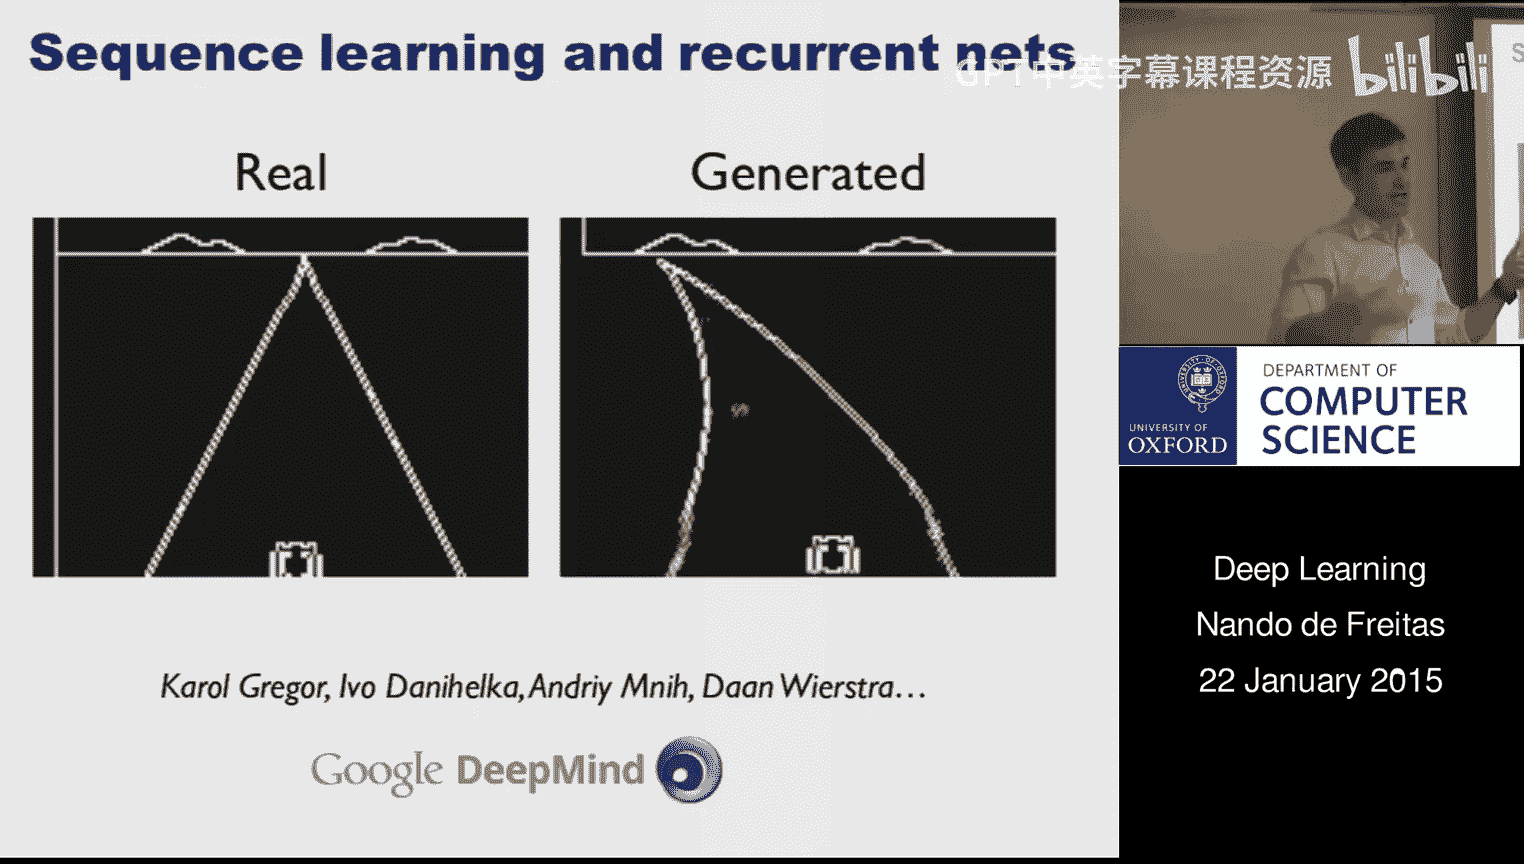 Sequence learning and recurrent nets
GPT中英字幕课程资源
bilibili
Real
Generated
Karol Gregor, Ivo Danihelka, Andriy Mnih, Daan Wierstra…
Google DeepMind
UNIVERSITY OF
OXFORD
DEPARTMENT OF
COMPUTER
SCIENCE
Deep Learning
Nando de Freitas
22 January 2015